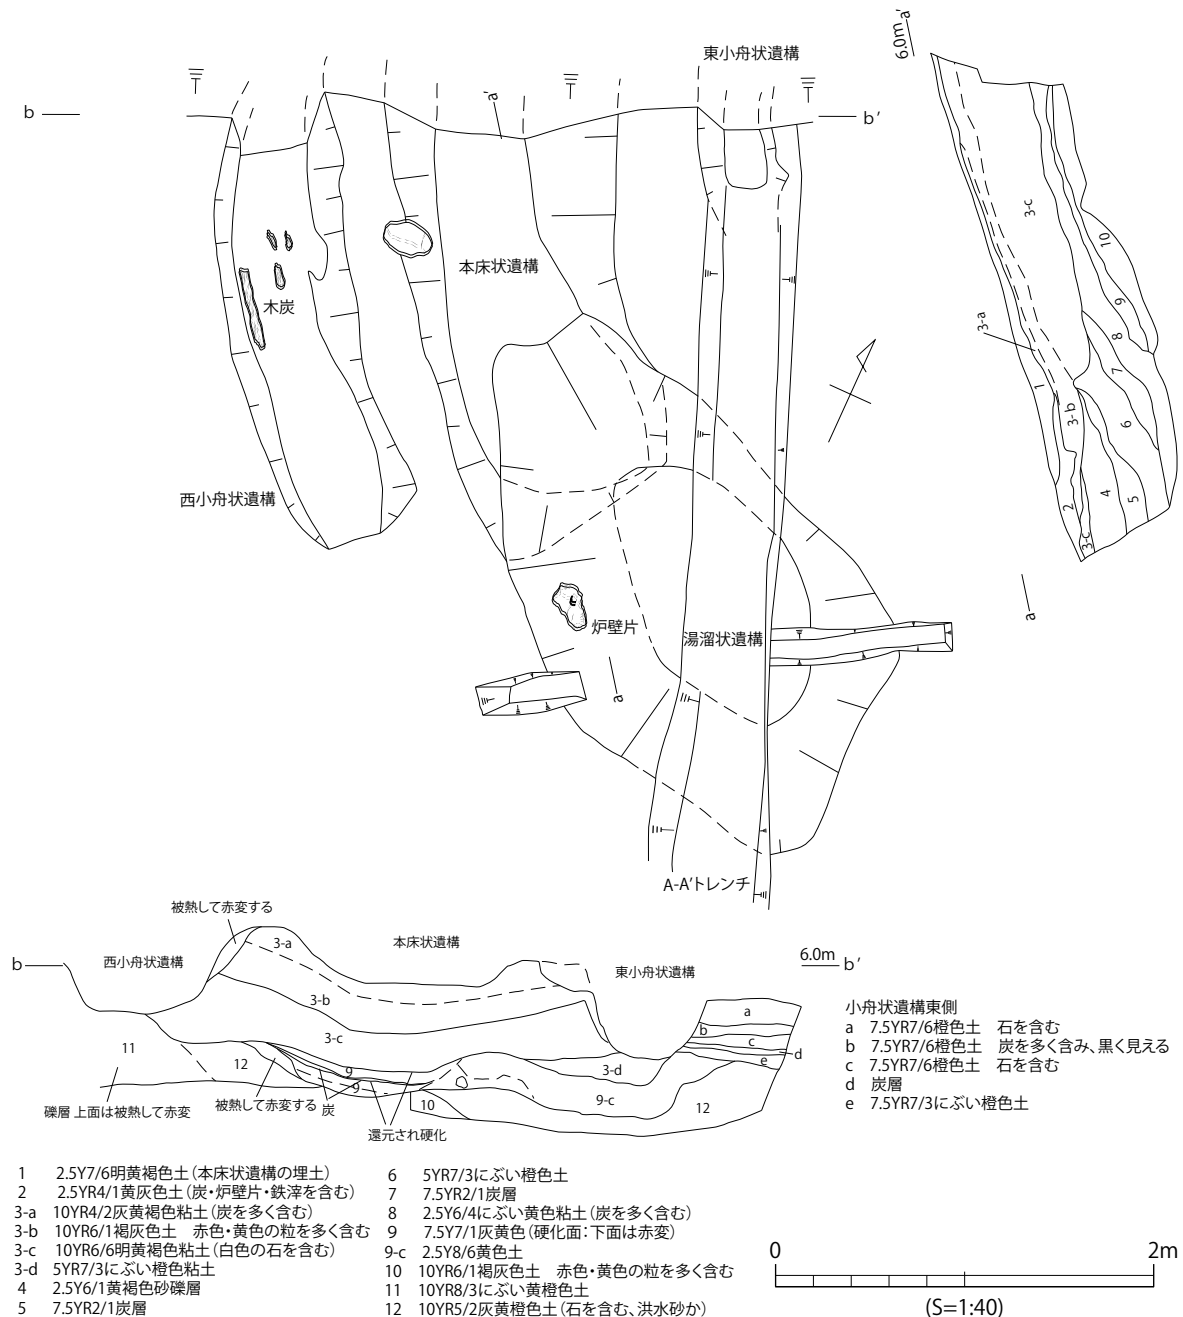 東小舟状遺構
6.0m a'
b
a'
b'
3-c
10
本床状遺構
木炭
3-a
9
8
7
1
3-b
6
西小舟状遺構
2
4
5
3-c
炉壁片
湯溜状遺構
a
a
A-A'トレンチ
被熱して赤変する
b
西小舟状遺構
3-a
本床状遺構
東小舟状遺構
6.0m
b'
3-b
a
b
c
d
e
3-c
11
12
9
9
3-d
9-c
10
12
礫層 上面は被熱して赤変
被熱して赤変する
炭
還元され硬化
小舟状遺構東側
a 7.5YR7/6橙色土 石を含む
b 7.5YR7/6橙色土 炭を多く含み、黒く見える
c 7.5YR7/6橙色土 石を含む
d 炭層
e 7.5YR7/3にぶい橙色土
1 2.5Y7/6明黄褐色土(本床状遺構の埋土)
2 2.5YR4/1黄灰色土(炭・炉壁片・鉄滓を含む)
3-a 10YR4/2灰黄褐色粘土(炭を多く含む)
3-b 10YR6/1褐灰色土 赤色・黄色の粒を多く含む
3-c 10YR6/6明黄褐色粘土(白色の石を含む)
3-d 5YR7/3にぶい橙色粘土
4 2.5Y6/1黄褐色砂礫層
5 7.5YR2/1炭層
6 5YR7/3にぶい橙色土
7 7.5YR2/1炭層
8 2.5Y6/4にぶい黄色粘土(炭を多く含む)
9 7.5Y7/1灰黄色(硬化面:下面は赤変)
9-c 2.5Y8/6黄色土
10 10YR6/1褐灰色土 赤色・黄色の粒を多く含む
11 10YR8/3にぶい黄橙色土
12 10YR5/2灰黄橙色土(石を含む、洪水砂か)
0 2m
(S=1:40)